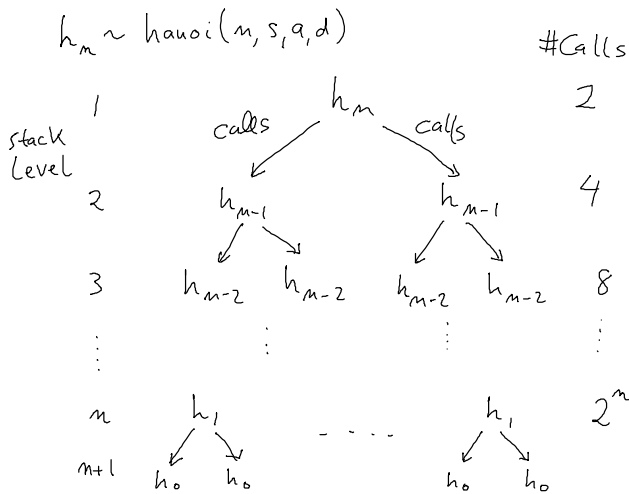 hₙ ~ hanoi(n, s, a, d)
#Calls
1 hₙ 2
calls calls
stack
level
2 hₙ₋₁ hₙ₋₁ 4
3 hₙ₋₂ hₙ₋₂ hₙ₋₂ hₙ₋₂ 8
n h₁ .... h₁ 2ⁿ
n+1 h₀ h₀ h₀ h₀